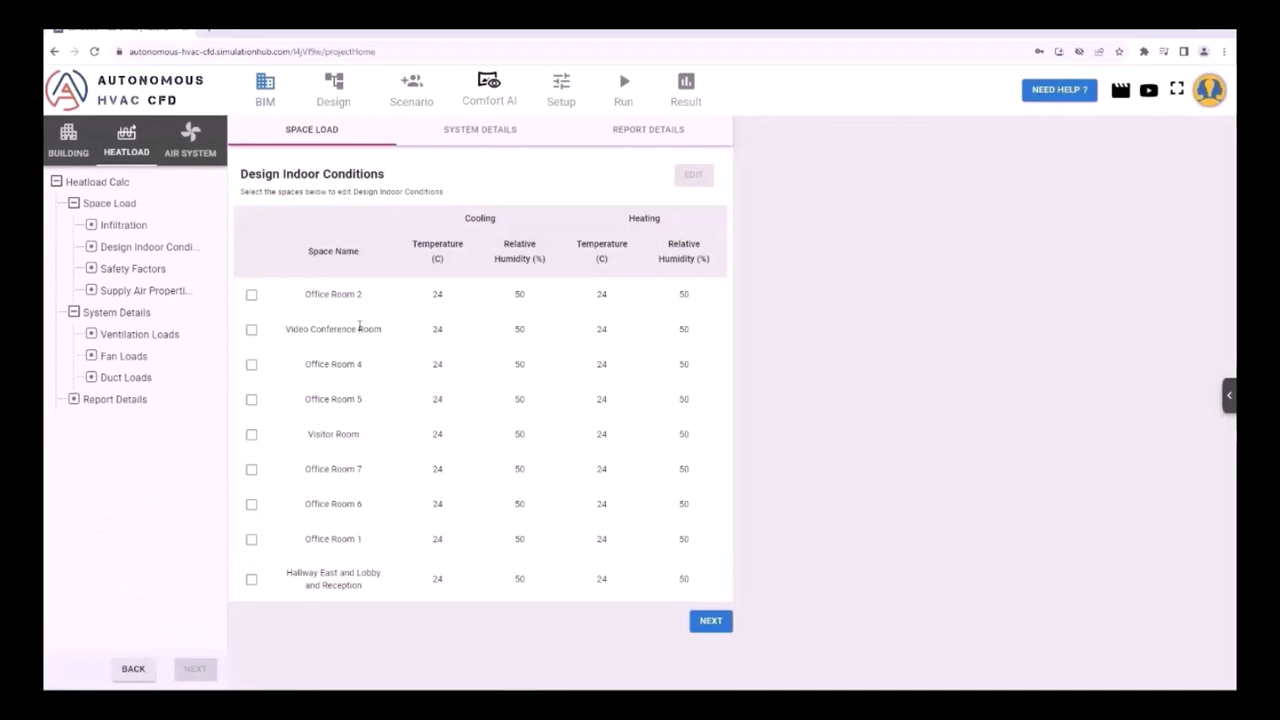 autonomous-hvac-cfd.simulationhub.com/l4jVf9w/projectHome
AUTONOMOUS
HVAC CFD
BIM
Design
Scenario
Comfort AI
Setup
Run
Result
NEED HELP ?
BUILDING
HEATLOAD
AIR SYSTEM
SPACE LOAD
SYSTEM DETAILS
REPORT DETAILS
Heatload Calc
Space Load
Infiltration
Design Indoor Condi...
Safety Factors
Supply Air Properti...
System Details
Ventilation Loads
Fan Loads
Duct Loads
Report Details
BACK
NEXT
Design Indoor Conditions
EDIT
Select the spaces below to edit Design Indoor Conditions
Cooling Heating
Space Name Temperature (C) Relative Humidity (%) Temperature (C) Relative Humidity (%)
Office Room 2 24 50 24 50
Video Conference Room 24 50 24 50
Office Room 4 24 50 24 50
Office Room 5 24 50 24 50
Visitor Room 24 50 24 50
Office Room 7 24 50 24 50
Office Room 6 24 50 24 50
Office Room 1 24 50 24 50
Hallway East and Lobby
and Reception 24 50 24 50
NEXT